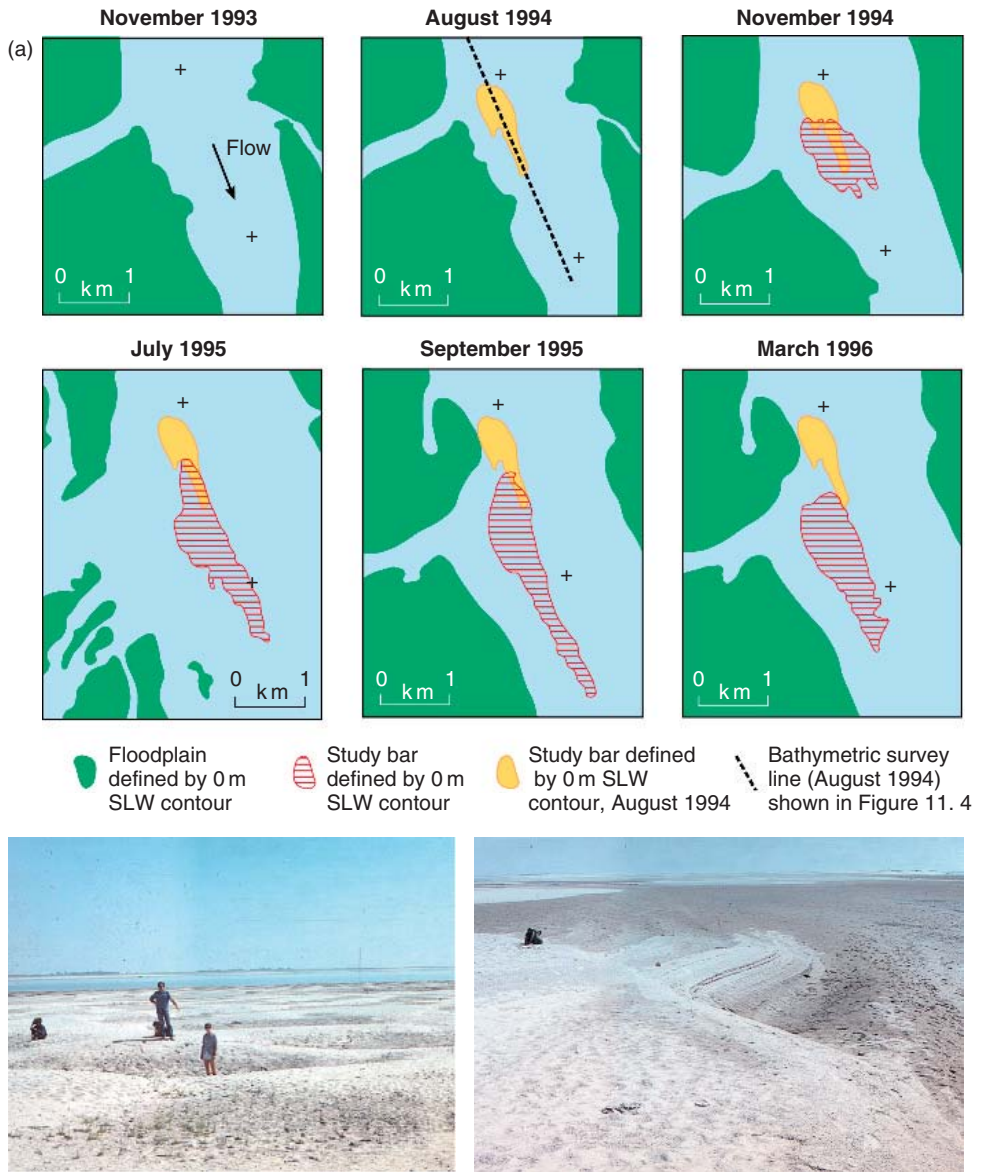 November 1993
August 1994
November 1994
(a)
+
+
+
Flow
+
+
+
0 1
km
0 1
km
0 1
km
July 1995
September 1995
March 1996
+
+
+
+
+
+
0 1
km
0 1
km
0 1
km
Floodplain
defined by 0 m
SLW contour
Study bar
defined by 0 m
SLW contour
Study bar defined
by 0 m SLW
contour, August 1994
Bathymetric survey
line (August 1994)
shown in Figure 11. 4